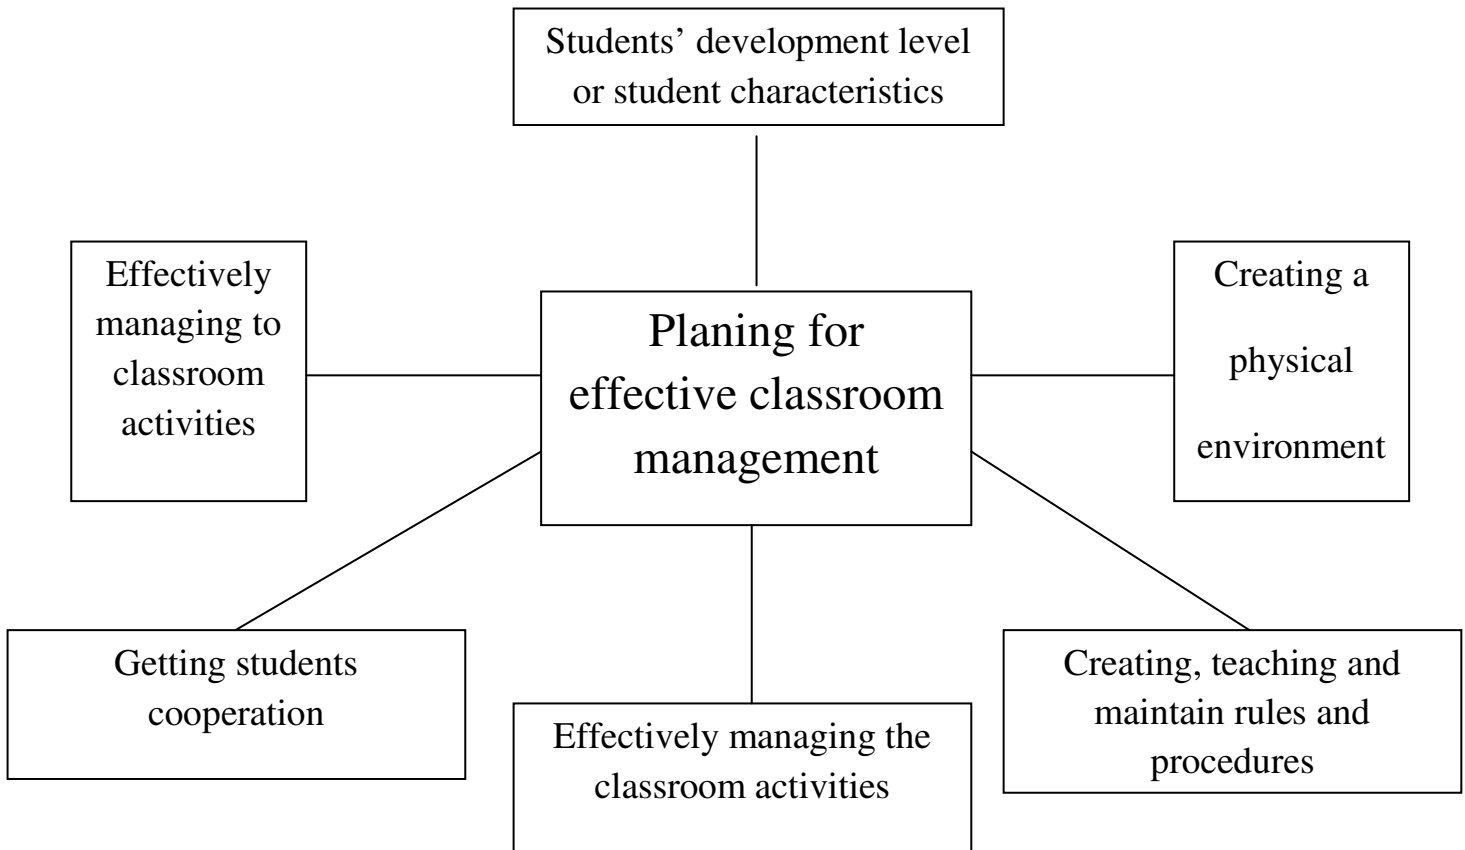 Students’ development level
or student characteristics
Effectively
managing to
classroom
activities
Planing for
effective classroom
management
Creating a
physical
environment
Getting students
cooperation
Effectively managing the
classroom activities
Creating, teaching and
maintain rules and
procedures